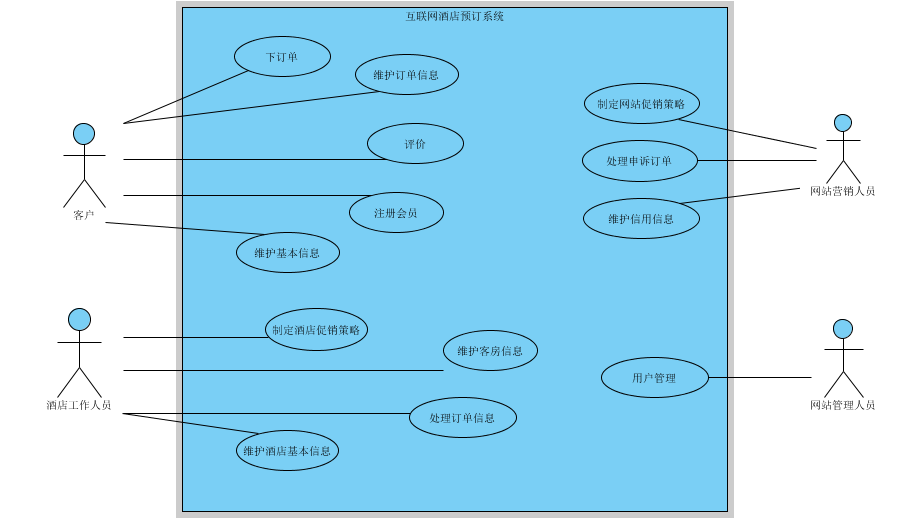 互联网酒店预订系统
下订单
维护订单信息
制定网站促销策略
评价
处理申诉订单
网站营销人员
客户
注册会员
维护信用信息
维护基本信息
制定酒店促销策略
维护客房信息
用户管理
酒店工作人员
网站管理人员
处理订单信息
维护酒店基本信息